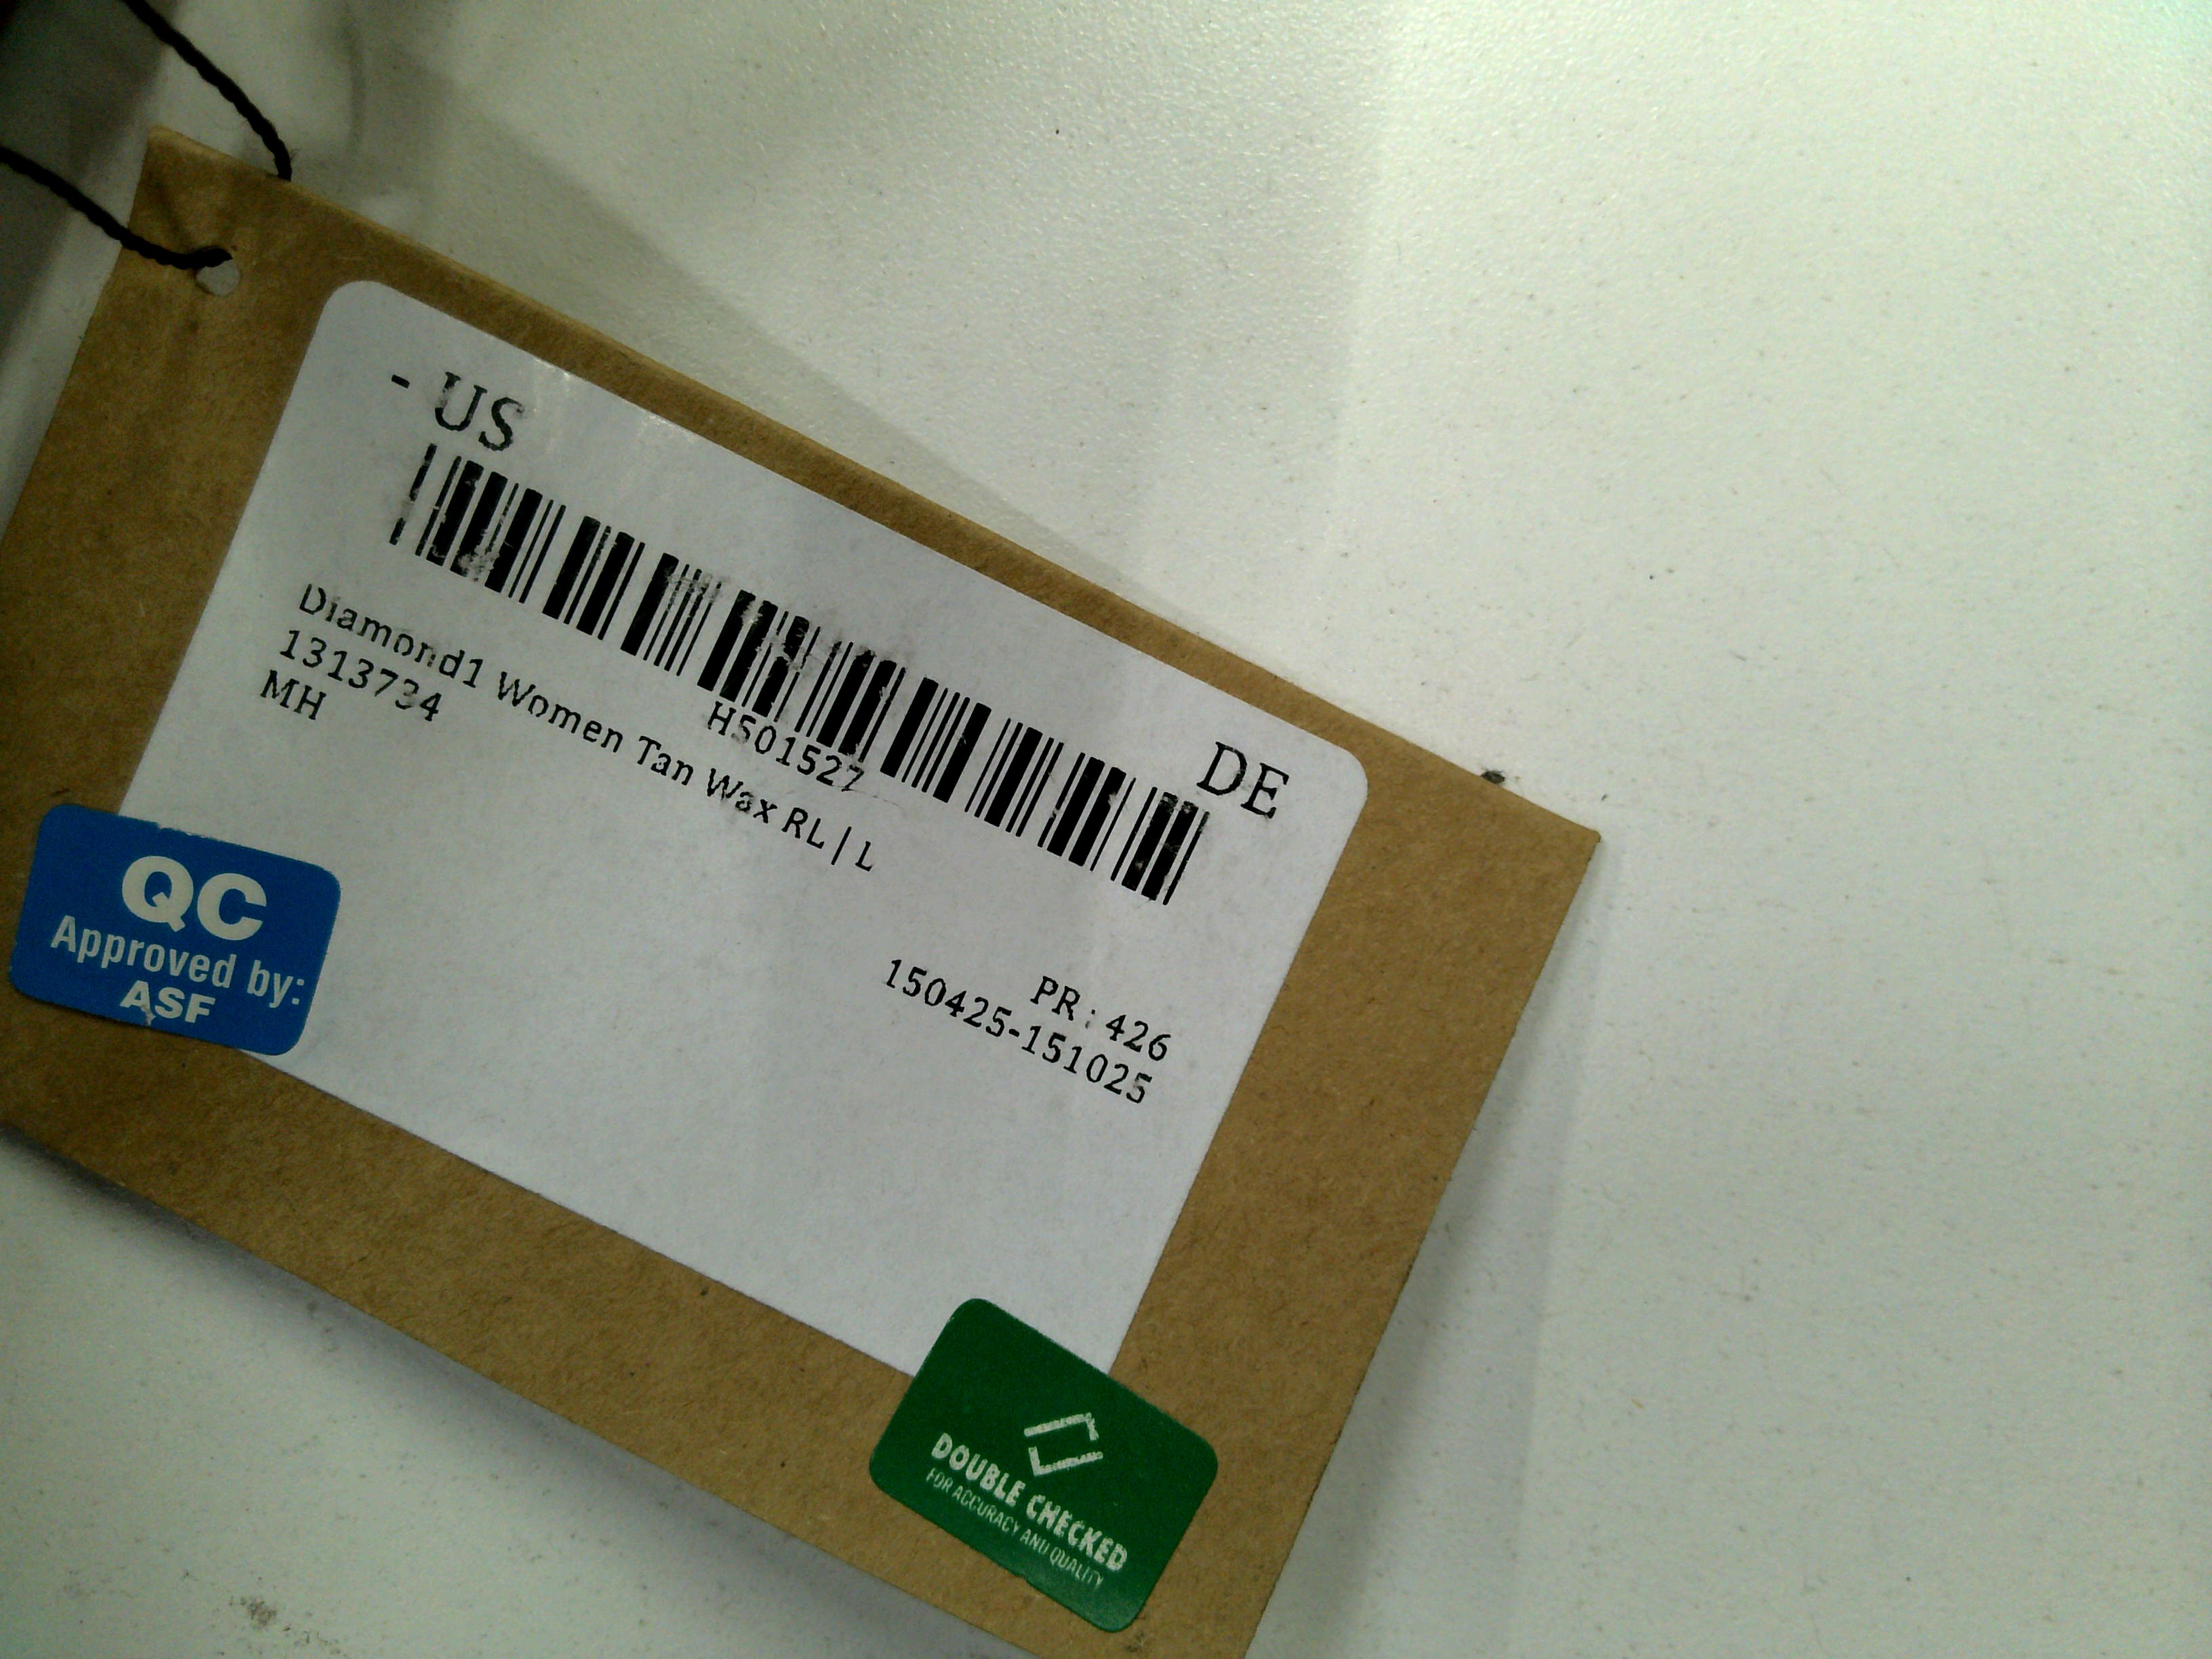 - US
DE
H501527
Diamond1 Women Tan Wax RL | L
1313734
MH
PR : 426
150425-151025
QC
Approved by:
ASF
DOUBLE CHECKED
FOR ACCURACY AND QUALITY